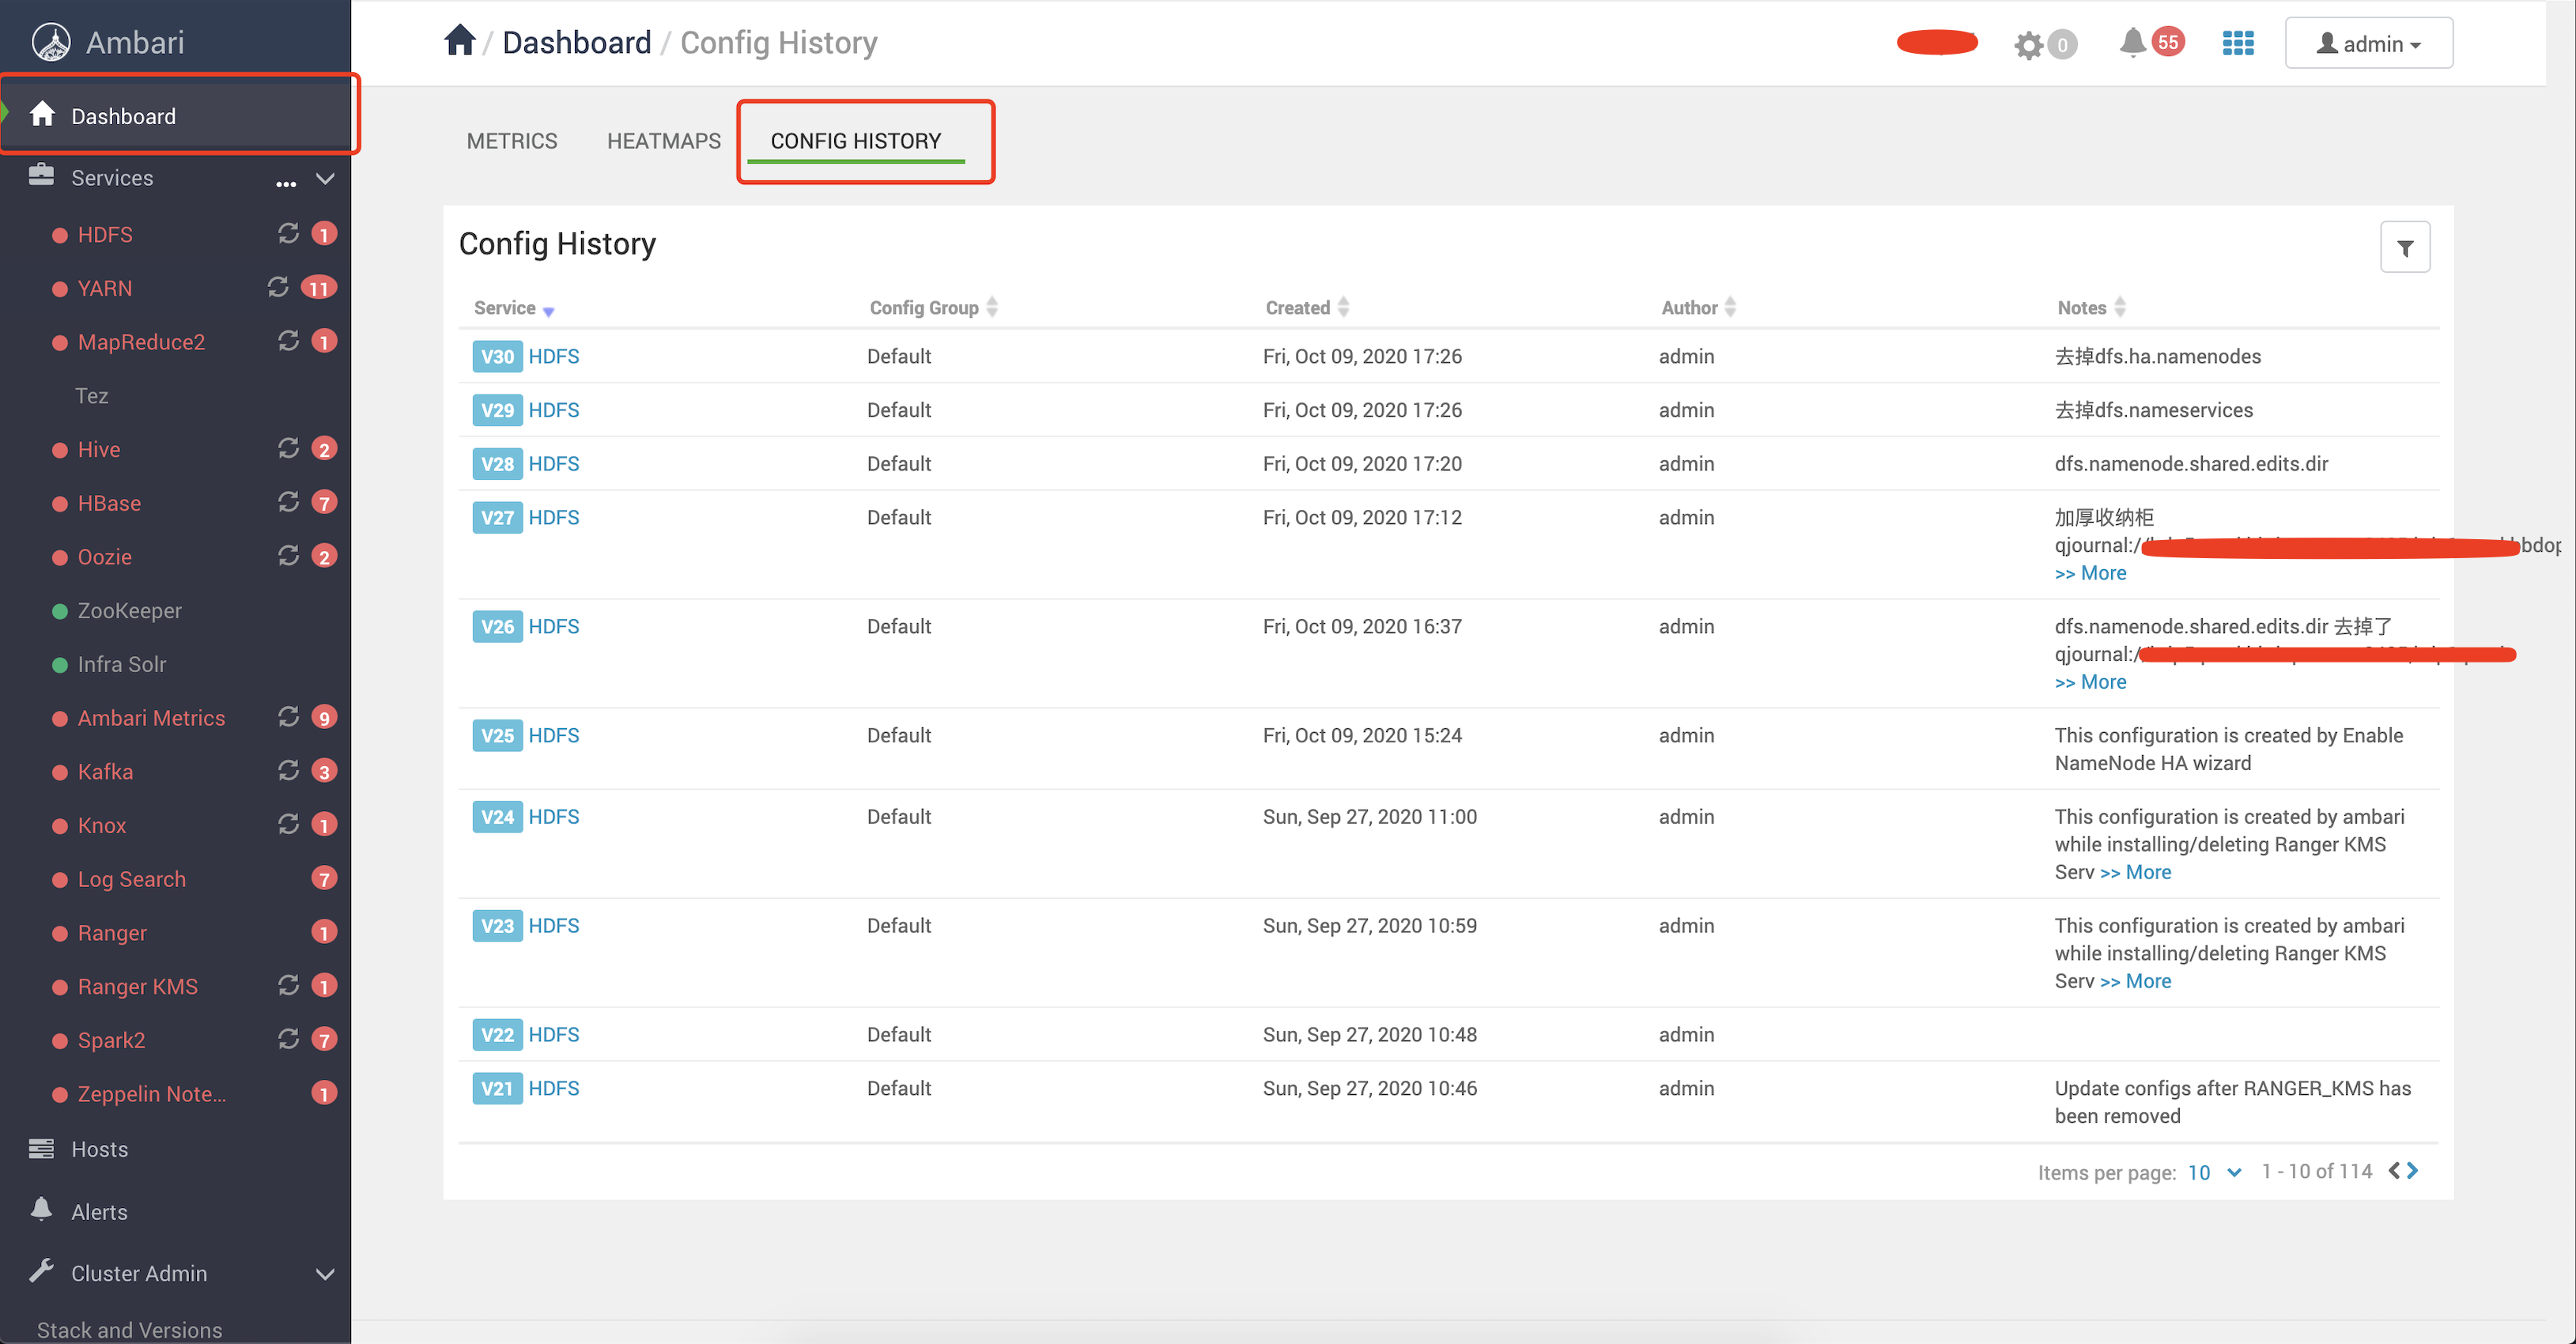 Ambari
Dashboard
Services ...
HDFS 1
YARN 11
MapReduce2 1
Tez
Hive 2
HBase 7
Oozie 2
ZooKeeper
Infra Solr
Ambari Metrics 9
Kafka 3
Knox 1
Log Search 7
Ranger 1
Ranger KMS 1
Spark2 7
Zeppelin Note... 1
Hosts
Alerts
Cluster Admin
Stack and Versions
/ Dashboard / Config History
0 55 admin
METRICS HEATMAPS CONFIG HISTORY
Config History
Service Config Group Created Author Notes
V30 HDFS Default Fri, Oct 09, 2020 17:26 admin 去掉dfs.ha.namenodes
V29 HDFS Default Fri, Oct 09, 2020 17:26 admin 去掉dfs.nameservices
V28 HDFS Default Fri, Oct 09, 2020 17:20 admin dfs.namenode.shared.edits.dir
V27 HDFS Default Fri, Oct 09, 2020 17:12 admin 加厚收纳柜
qjournal:/
>> More
V26 HDFS Default Fri, Oct 09, 2020 16:37 admin dfs.namenode.shared.edits.dir 去掉了
qjournal:/
>> More
V25 HDFS Default Fri, Oct 09, 2020 15:24 admin This configuration is created by Enable
NameNode HA wizard
V24 HDFS Default Sun, Sep 27, 2020 11:00 admin This configuration is created by ambari
while installing/deleting Ranger KMS
Serv >> More
V23 HDFS Default Sun, Sep 27, 2020 10:59 admin This configuration is created by ambari
while installing/deleting Ranger KMS
Serv >> More
V22 HDFS Default Sun, Sep 27, 2020 10:48 admin
V21 HDFS Default Sun, Sep 27, 2020 10:46 admin Update configs after RANGER_KMS has
been removed
Items per page: 10 1 - 10 of 114